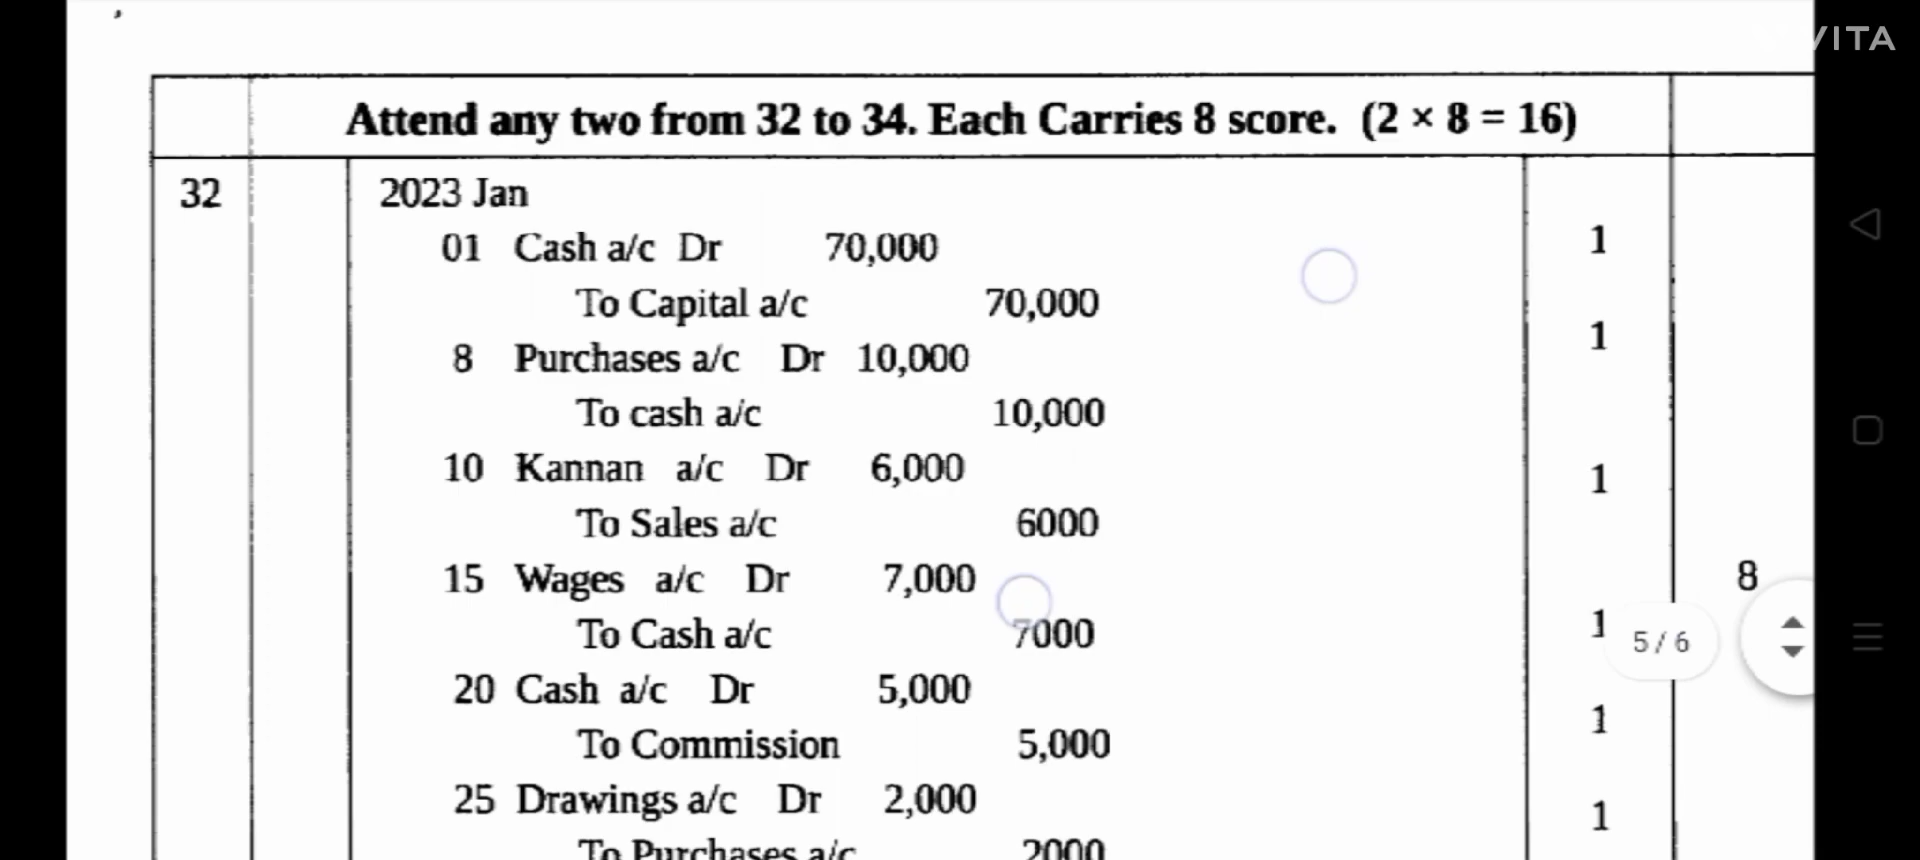 VITA
Attend any two from 32 to 34. Each Carries 8 score. (2 × 8 = 16)
32 2023 Jan
01 Cash a/c Dr 70,000 1
To Capital a/c 70,000
8 Purchases a/c Dr 10,000 1
To cash a/c 10,000
10 Kannan a/c Dr 6,000 1
To Sales a/c 6000
15 Wages a/c Dr 7,000 8
To Cash a/c 7000 1 5 / 6
20 Cash a/c Dr 5,000 1
To Commission 5,000
25 Drawings a/c Dr 2,000 1
To Purchases a/c 2000